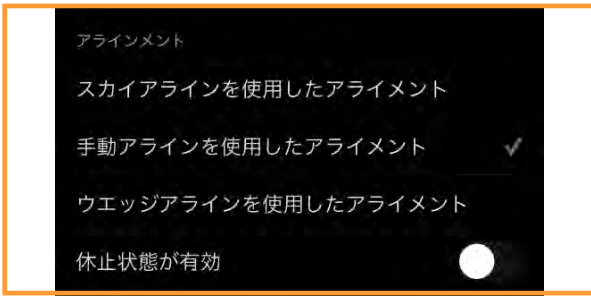 アラインメント
スカイアラインを使用したアライメント
手動アラインを使用したアライメント
ウエッジアラインを使用したアライメント
休止状態が有効